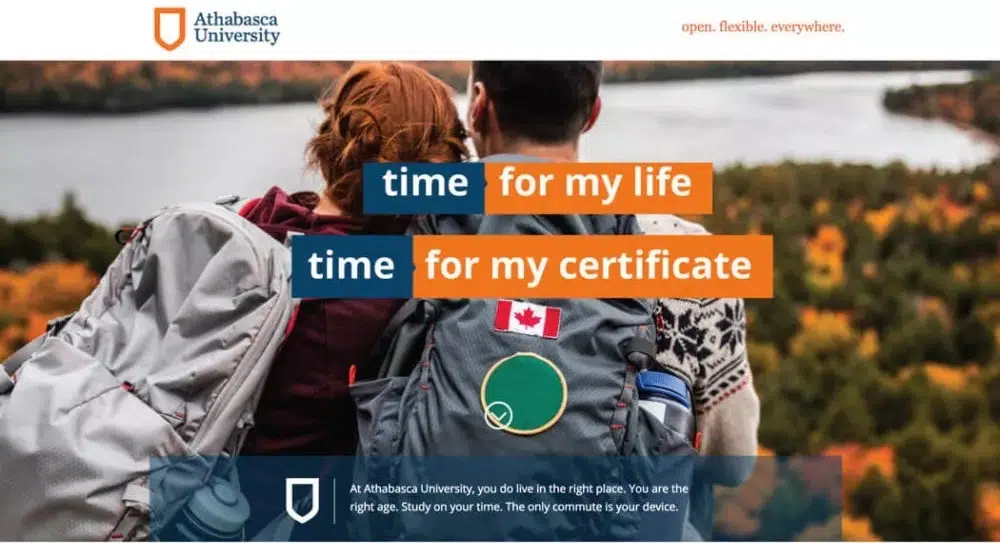 Athabasca
University
open. flexible. everywhere.
time for my life
time for my certificate
At Athabasca University, you do live in the right place. You are the
right age. Study on your time. The only commute is your device.